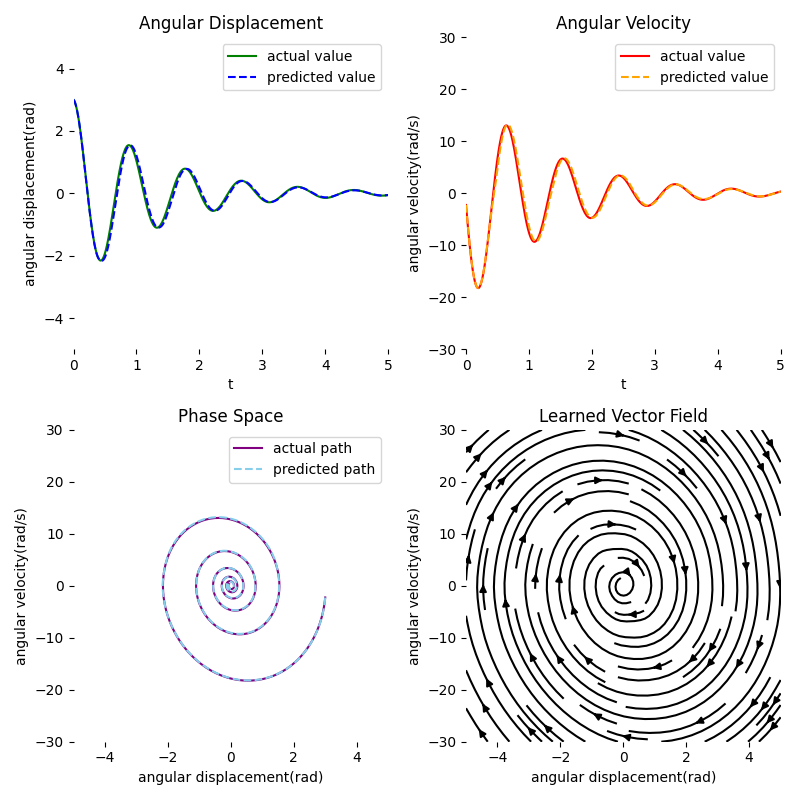 Angular Displacement
actual value
predicted value
angular displacement(rad)
4
2
0
−2
−4
0 1 2 3 4 5
t
Angular Velocity
actual value
predicted value
angular velocity(rad/s)
30
20
10
0
−10
−20
−30
0 1 2 3 4 5
t
Phase Space
actual path
predicted path
angular velocity(rad/s)
30
20
10
0
−10
−20
−30
−4 −2 0 2 4
angular displacement(rad)
Learned Vector Field
angular velocity(rad/s)
30
20
10
0
−10
−20
−30
−4 −2 0 2 4
angular displacement(rad)